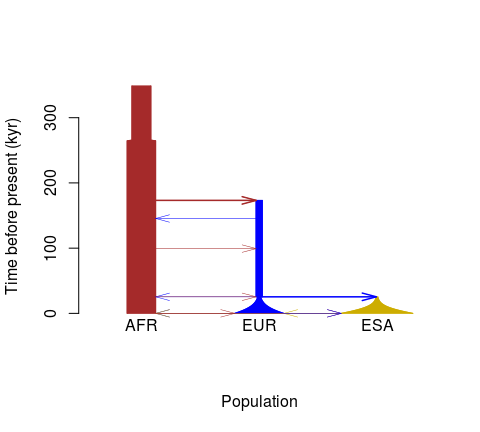 Time before present (kyr)
300
200
100
0
AFR EUR ESA
Population